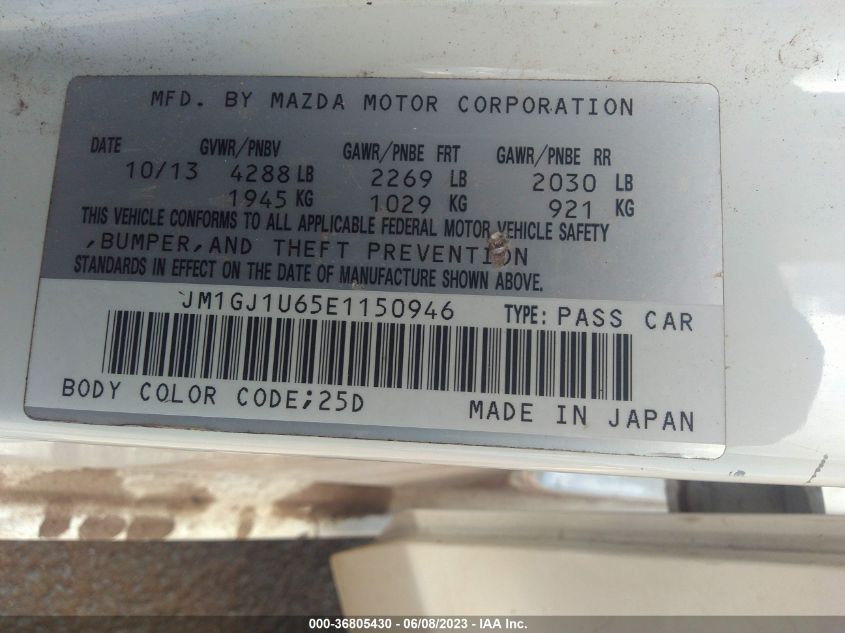 MFD. BY MAZDA MOTOR CORPORATION
DATE GVWR/PNBV GAWR/PNBE FRT GAWR/PNBE RR
10/13 4288 LB 2269 LB 2030 LB
1945 KG 1029 KG 921 KG
THIS VEHICLE CONFORMS TO ALL APPLICABLE FEDERAL MOTOR VEHICLE SAFETY
,BUMPER,AND THEFT PREVENTION
STANDARDS IN EFFECT ON THE DATE OF MANUFACTURE SHOWN ABOVE.
JM1GJ1U65E1150946 TYPE: PASS CAR
BODY COLOR CODE;25D MADE IN JAPAN
000-36805430 - 06/08/2023 - IAA Inc.